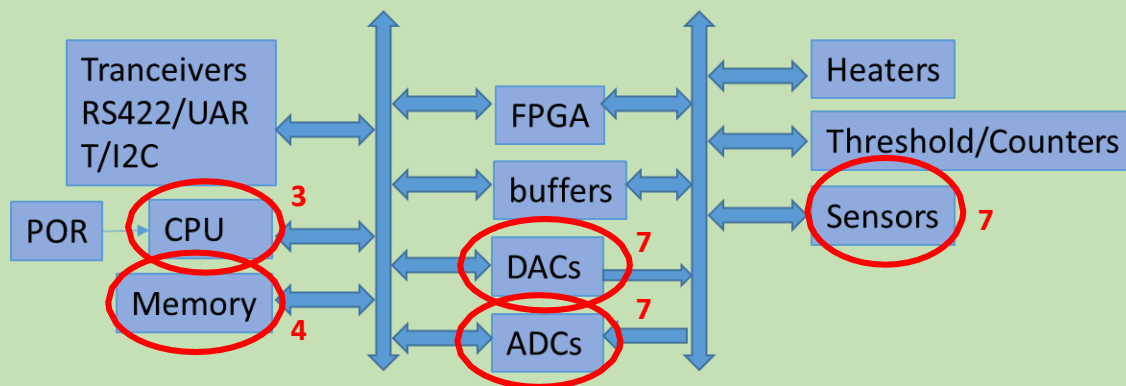 Tranceivers
RS422/UAR
T/I2C
3
POR
CPU
Memory
4
FPGA
buffers
7
DACs
7
ADCs
Heaters
Threshold/Counters
Sensors
7